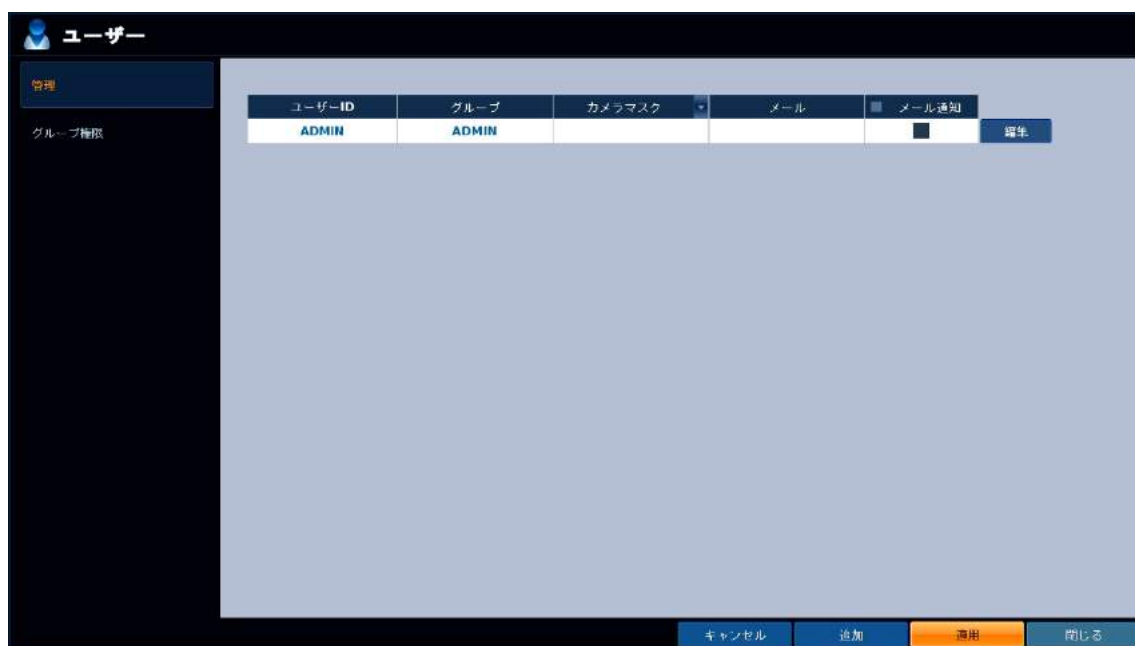 ユーザー
管理
グループ権限
ユーザーID グループ カメラマスク メール メール通知
ADMIN ADMIN 編集
キャンセル 追加 適用 閉じる